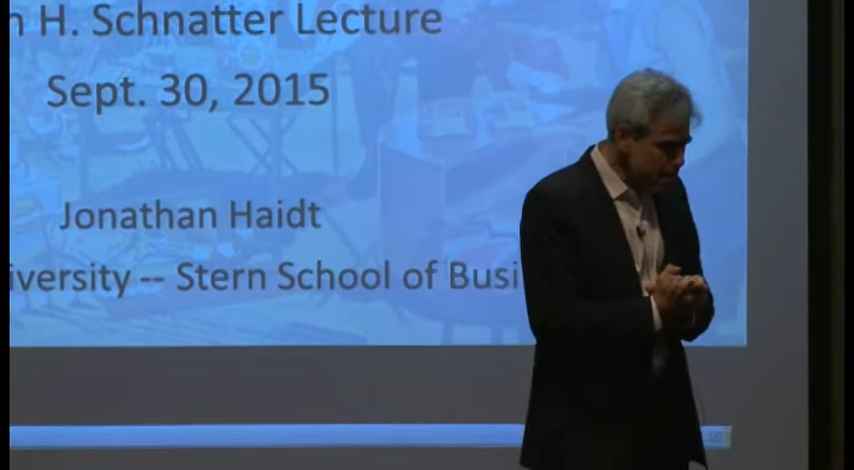 n H. Schnatter Lecture
Sept. 30, 2015
Jonathan Haidt
iversity -- Stern School of Busi